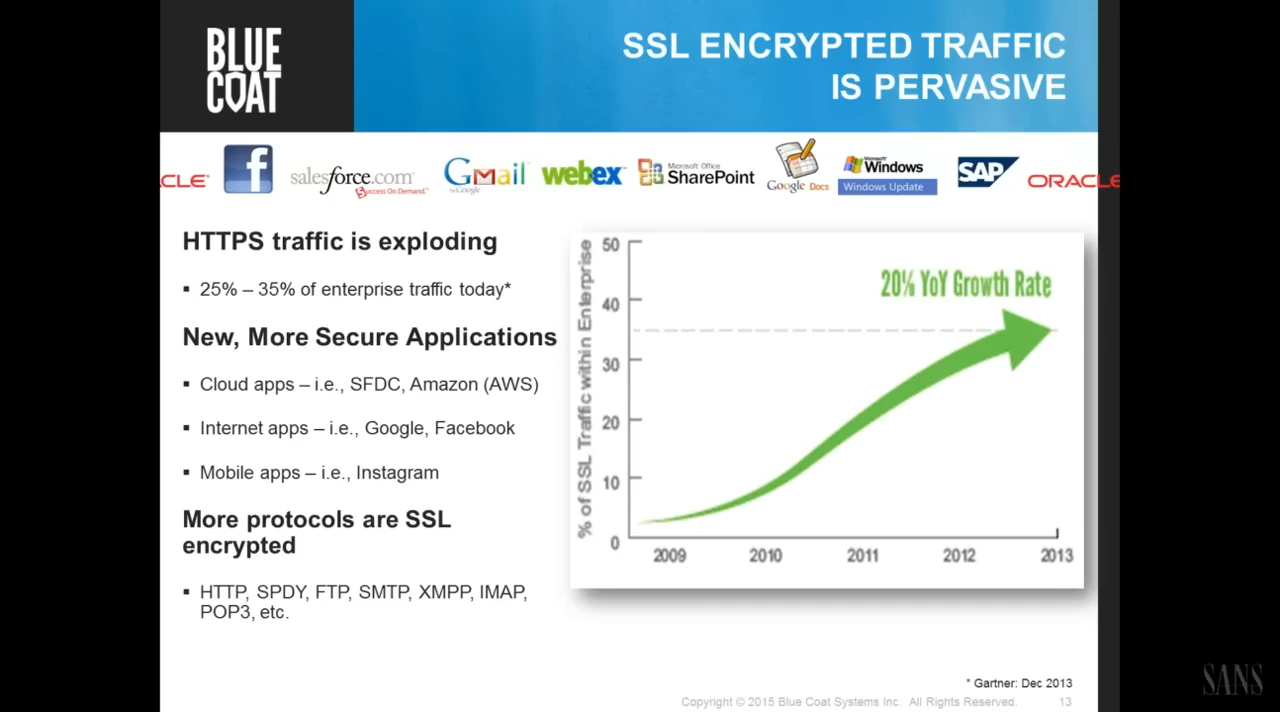 BLUE
COAT
SSL ENCRYPTED TRAFFIC
IS PERVASIVE
CLE
f
salesforce.com
Success On Demand.
Gmail
by Google
webex
Microsoft Office
SharePoint
Google Docs
Microsoft
Windows
Windows Update
SAP
ORACLE
HTTPS traffic is exploding
▪ 25% – 35% of enterprise traffic today*
New, More Secure Applications
▪ Cloud apps – i.e., SFDC, Amazon (AWS)
▪ Internet apps – i.e., Google, Facebook
▪ Mobile apps – i.e., Instagram
More protocols are SSL
encrypted
▪ HTTP, SPDY, FTP, SMTP, XMPP, IMAP,
POP3, etc.
% of SSL Traffic within Enterprise
50
40
30
20
10
0
20% YoY Growth Rate
2009 2010 2011 2012 2013
* Gartner: Dec 2013
Copyright © 2015 Blue Coat Systems Inc. All Rights Reserved. 13
SANS